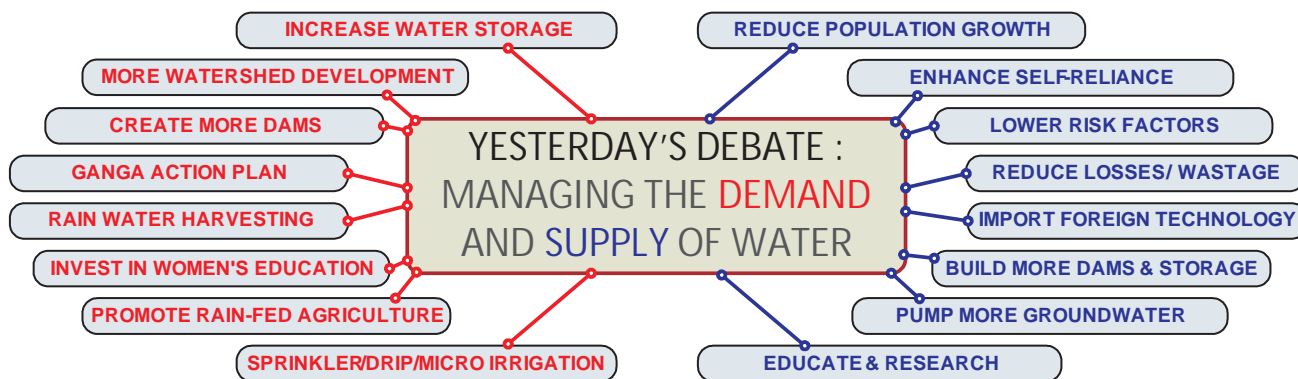 INCREASE WATER STORAGE
MORE WATERSHED DEVELOPMENT
CREATE MORE DAMS
GANGA ACTION PLAN
RAIN WATER HARVESTING
INVEST IN WOMEN'S EDUCATION
PROMOTE RAIN-FED AGRICULTURE
SPRINKLER/DRIP/MICRO IRRIGATION
YESTERDAY'S DEBATE :
MANAGING THE DEMAND
AND SUPPLY OF WATER
REDUCE POPULATION GROWTH
ENHANCE SELF-RELIANCE
LOWER RISK FACTORS
REDUCE LOSSES/ WASTAGE
IMPORT FOREIGN TECHNOLOGY
BUILD MORE DAMS & STORAGE
PUMP MORE GROUNDWATER
EDUCATE & RESEARCH